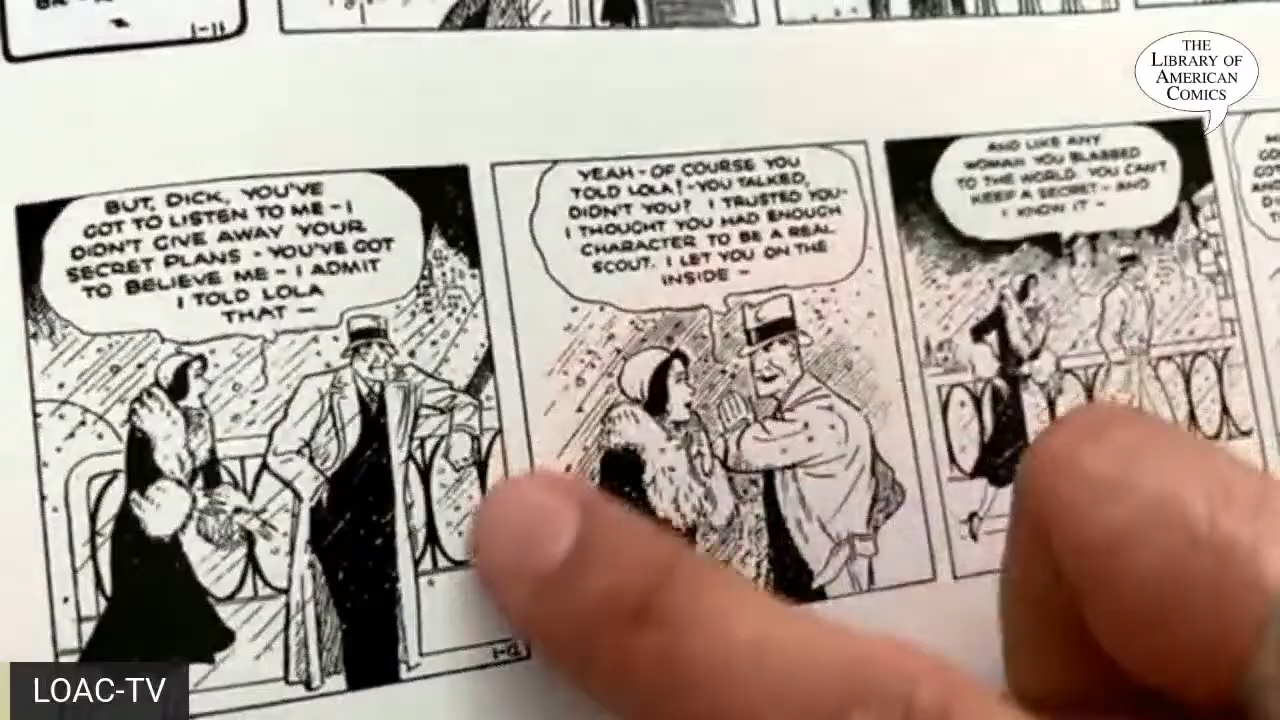 1-11
THE
LIBRARY OF
AMERICAN
COMICS
BUT, DICK, YOU'VE
GOT TO LISTEN TO ME - I
DIDN'T GIVE AWAY YOUR
SECRET PLANS - YOU'VE GOT
TO BELIEVE ME - I ADMIT
I TOLD LOLA
THAT —
YEAH - OF COURSE YOU
TOLD LOLA! - YOU TALKED,
DIDN'T YOU? I TRUSTED YOU -
I THOUGHT YOU HAD ENOUGH
CHARACTER TO BE A REAL
SCOUT. I LET YOU ON THE
INSIDE —
AND LIKE ANY
WOMAN YOU BLABBED
TO THE WORLD. YOU CAN'T
KEEP A SECRET - AND
I KNOW IT -
1-12
LOAC-TV